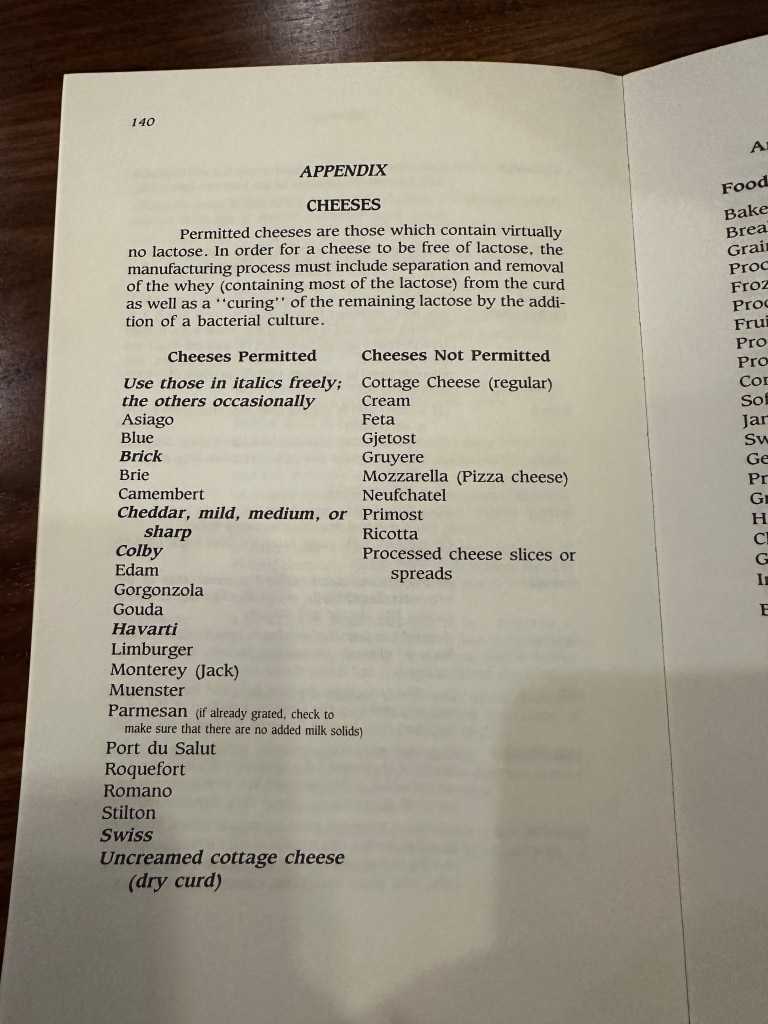 140
APPENDIX
CHEESES
Permitted cheeses are those which contain virtually
no lactose. In order for a cheese to be free of lactose, the
manufacturing process must include separation and removal
of the whey (containing most of the lactose) from the curd
as well as a ‘‘curing’’ of the remaining lactose by the addi-
tion of a bacterial culture.
Cheeses Permitted
Use those in italics freely;
the others occasionally
Asiago
Blue
Brick
Brie
Camembert
Cheddar, mild, medium, or
sharp
Colby
Edam
Gorgonzola
Gouda
Havarti
Limburger
Monterey (Jack)
Muenster
Parmesan (if already grated, check to
make sure that there are no added milk solids)
Port du Salut
Roquefort
Romano
Stilton
Swiss
Uncreamed cottage cheese
(dry curd)
Cheeses Not Permitted
Cottage Cheese (regular)
Cream
Feta
Gjetost
Gruyere
Mozzarella (Pizza cheese)
Neufchatel
Primost
Ricotta
Processed cheese slices or
spreads
Food